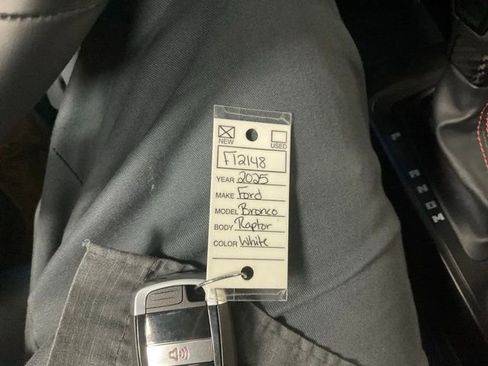 NEW USED
FT2148
YEAR 2025
MAKE Ford
MODEL Bronco
BODY Raptor
COLOR White
P
R
N
D
M